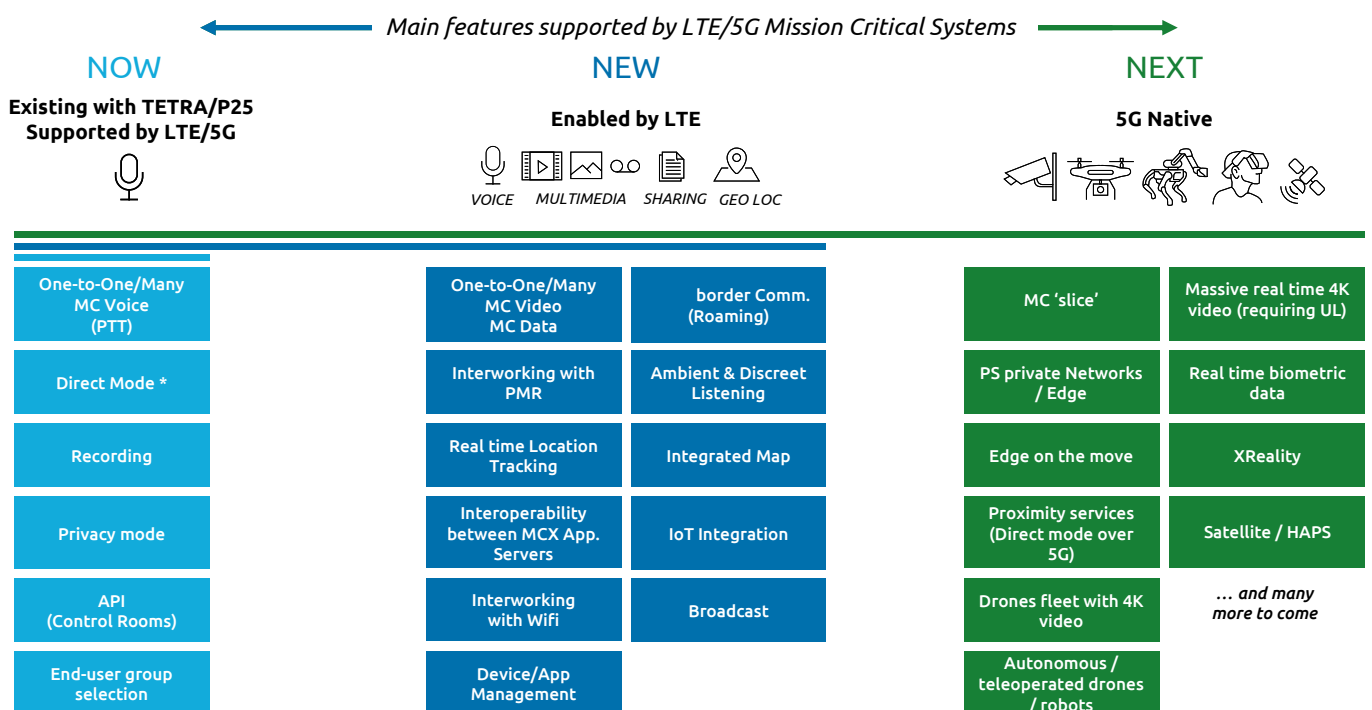 Main features supported by LTE/5G Mission Critical Systems
NOW
Existing with TETRA/P25
Supported by LTE/5G
One-to-One/Many
MC Voice
(PTT)
Direct Mode *
Recording
Privacy mode
API
(Control Rooms)
End-user group
selection
NEW
Enabled by LTE
VOICE
MULTIMEDIA
SHARING
GEO LOC
One-to-One/Many
MC Video
MC Data
border Comm.
(Roaming)
Interworking with
PMR
Ambient & Discreet
Listening
Real time Location
Tracking
Integrated Map
Interoperability
between MCX App.
Servers
IoT Integration
Interworking
with Wifi
Broadcast
Device/App
Management
NEXT
5G Native
MC ‘slice’
Massive real time 4K
video (requiring UL)
PS private Networks
/ Edge
Real time biometric
data
Edge on the move
XReality
Proximity services
(Direct mode over
5G)
Satellite / HAPS
Drones fleet with 4K
video
... and many
more to come
Autonomous /
teleoperated drones
/ robots